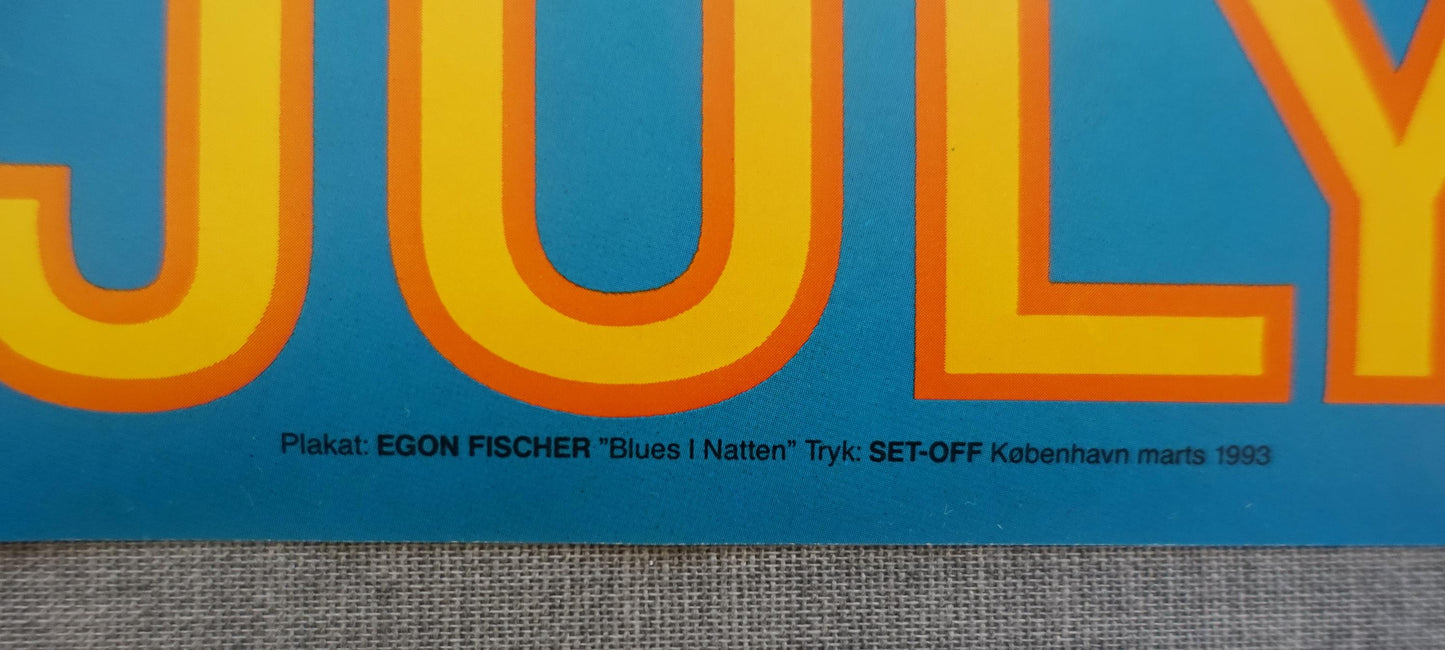 JULY
Plakat: EGON FISCHER ”Blues I Natten” Tryk: SET-OFF København marts 1993